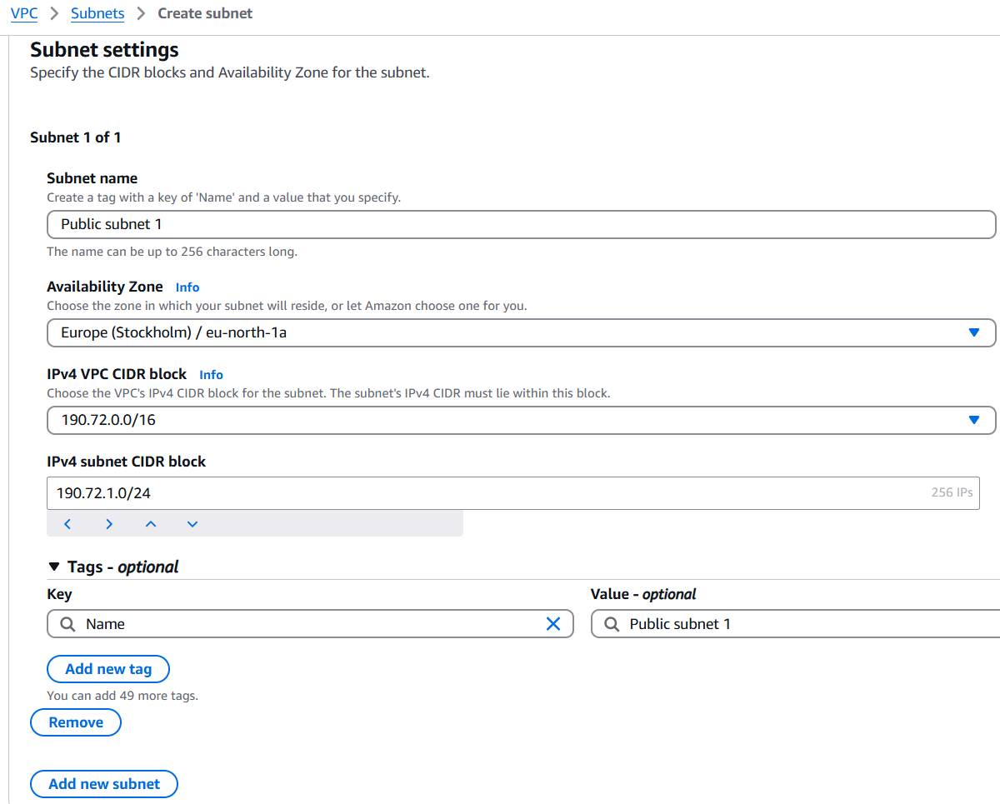 VPC > Subnets > Create subnet
Subnet settings
Specify the CIDR blocks and Availability Zone for the subnet.
Subnet 1 of 1
Subnet name
Create a tag with a key of 'Name' and a value that you specify.
Public subnet 1
The name can be up to 256 characters long.
Availability Zone Info
Choose the zone in which your subnet will reside, or let Amazon choose one for you.
Europe (Stockholm) / eu-north-1a
IPv4 VPC CIDR block Info
Choose the VPC's IPv4 CIDR block for the subnet. The subnet's IPv4 CIDR must lie within this block.
190.72.0.0/16
IPv4 subnet CIDR block
190.72.1.0/24 256 IPs
Tags - optional
Key Value - optional
Name Public subnet 1
Add new tag
You can add 49 more tags.
Remove
Add new subnet